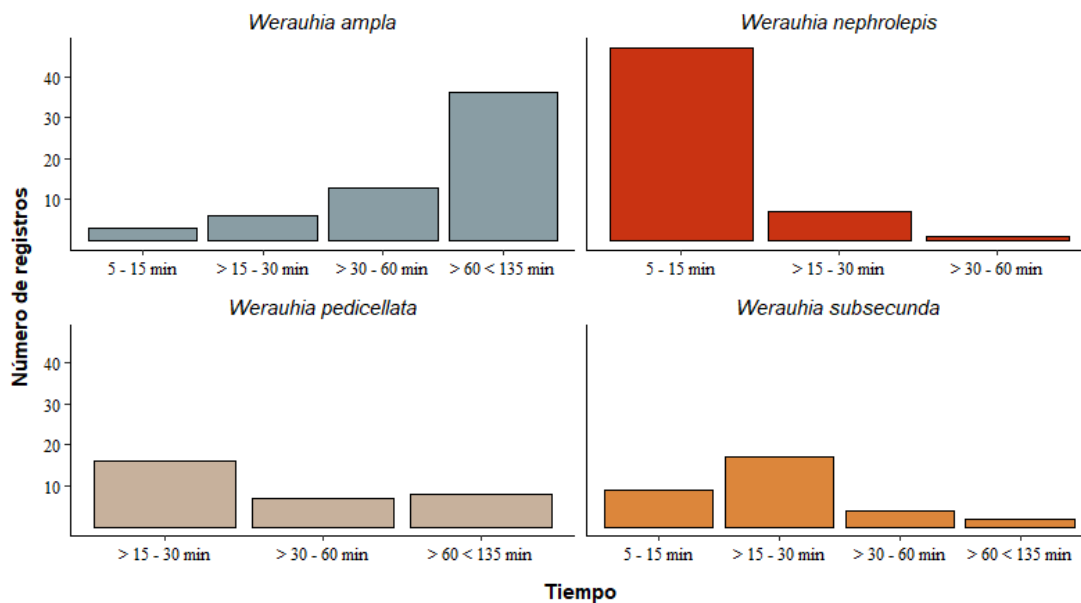 Werauhia ampla
Werauhia nephrolepis
40
30
20
10
5 - 15 min
> 15 - 30 min
> 30 - 60 min
> 60 < 135 min
5 - 15 min
> 15 - 30 min
> 30 - 60 min
Número de registros
Werauhia pedicellata
Werauhia subsecunda
40
30
20
10
> 15 - 30 min
> 30 - 60 min
> 60 < 135 min
5 - 15 min
> 15 - 30 min
> 30 - 60 min
> 60 < 135 min
Tiempo